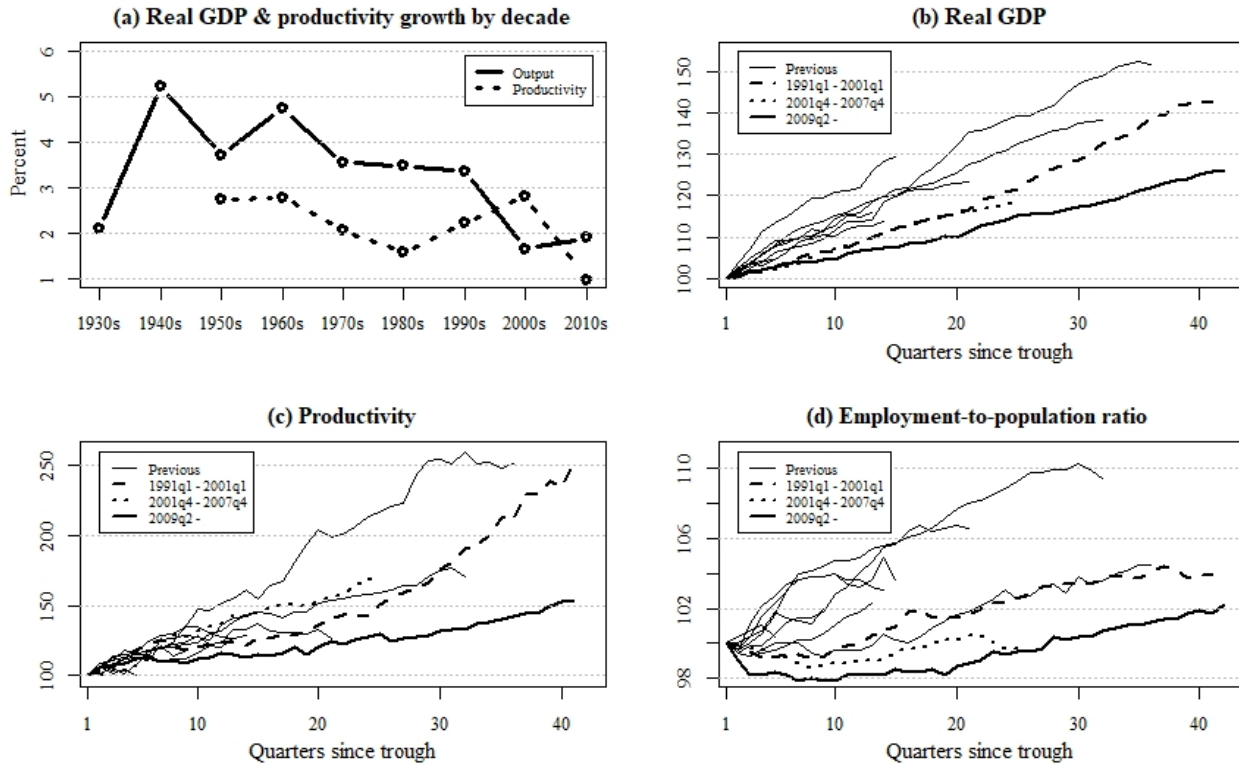 (a) Real GDP & productivity growth by decade
Percent
6
5
4
3
2
1
Output
Productivity
1930s 1940s 1950s 1960s 1970s 1980s 1990s 2000s 2010s
(b) Real GDP
150
140
130
120
110
100
Previous
1991q1 - 2001q1
2001q4 - 2007q4
2009q2 -
1 10 20 30 40
Quarters since trough
(c) Productivity
250
200
150
100
Previous
1991q1 - 2001q1
2001q4 - 2007q4
2009q2 -
1 10 20 30 40
Quarters since trough
(d) Employment-to-population ratio
110
106
102
98
Previous
1991q1 - 2001q1
2001q4 - 2007q4
2009q2 -
1 10 20 30 40
Quarters since trough